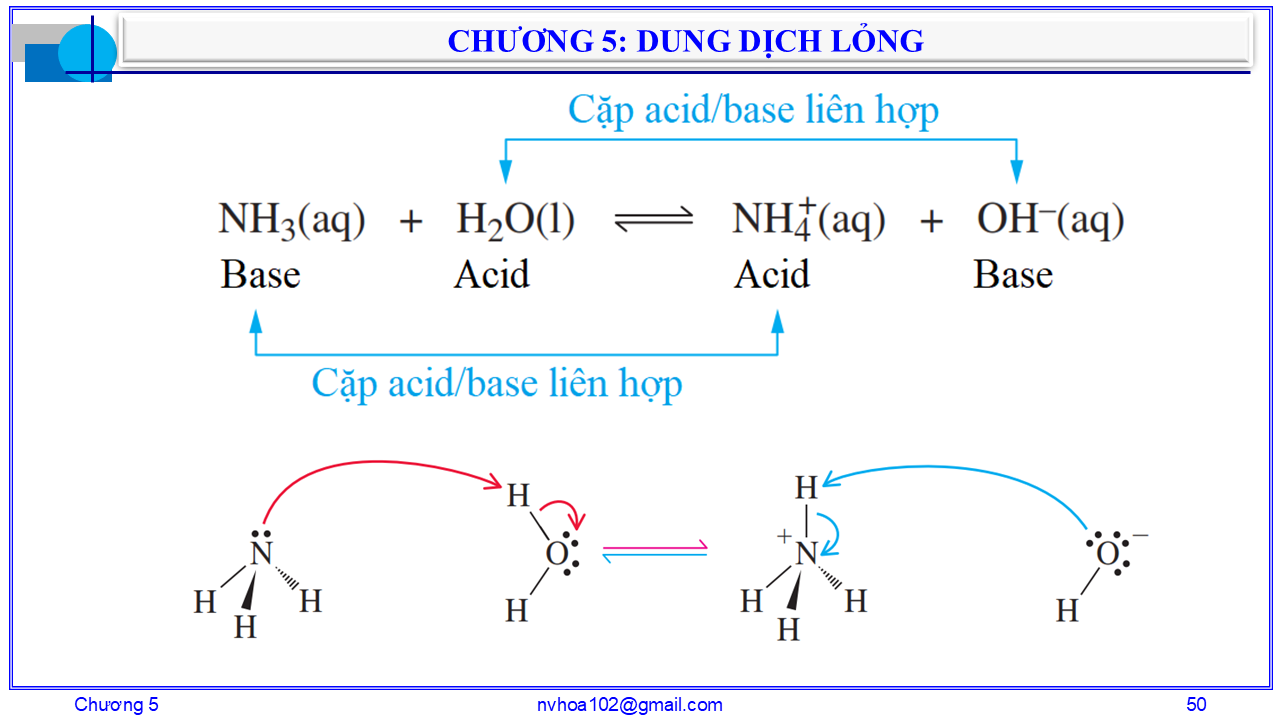 CHƯƠNG 5: DUNG DỊCH LỎNG
Cặp acid/base liên hợp
NH₃(aq) + H₂O(l) ⇌ NH₄⁺(aq) + OH⁻(aq)
Base Acid Acid Base
Cặp acid/base liên hợp
H H
N O ⇌ +N O −
H H H H H
H H H H
Chương 5 nvhoa102@gmail.com 50